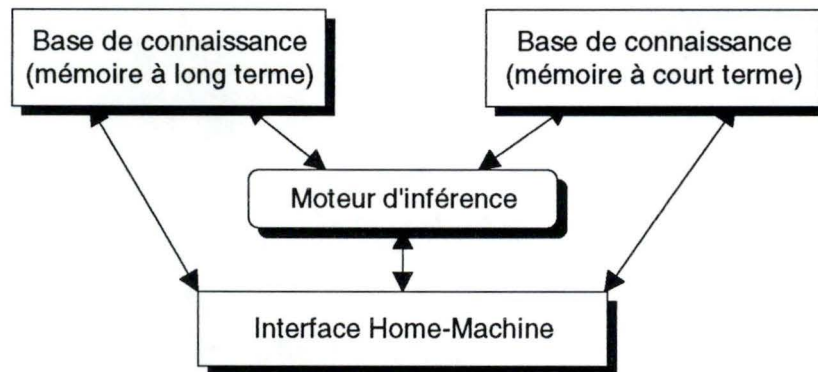 Base de connaissance
(mémoire à long terme)
Base de connaissance
(mémoire à court terme)
Moteur d'inférence
Interface Home-Machine